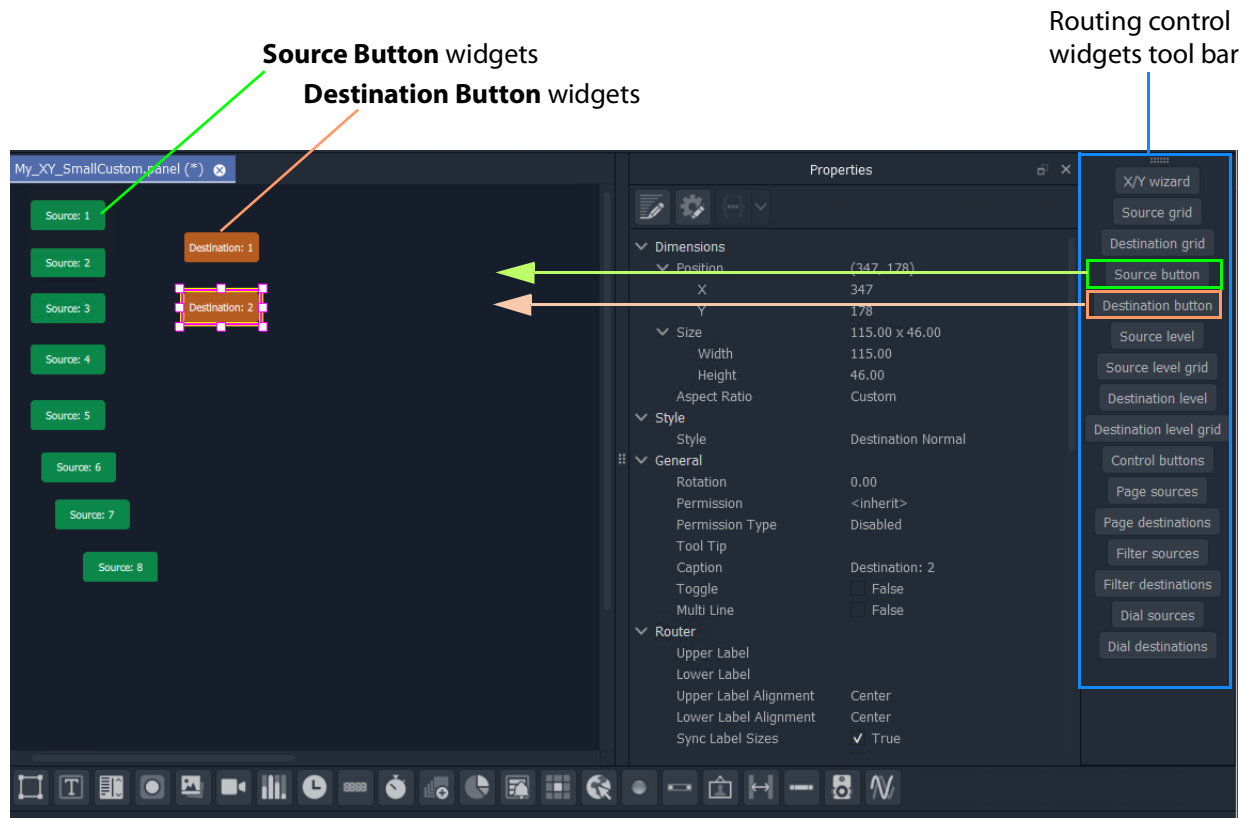 Routing control
widgets tool bar
Source Button widgets
Destination Button widgets
My_XY_SmallCustom.panel (*)
Source: 1
Source: 2
Source: 3
Source: 4
Source: 5
Source: 6
Source: 7
Source: 8
Destination: 1
Destination: 2
Properties
Dimensions
Position (347, 178)
X 347
Y 178
Size 115.00 x 46.00
Width 115.00
Height 46.00
Aspect Ratio Custom
Style
Style Destination Normal
General
Rotation 0.00
Permission <inherit>
Permission Type Disabled
Tool Tip
Caption Destination: 2
Toggle False
Multi Line False
Router
Upper Label
Lower Label
Upper Label Alignment Center
Lower Label Alignment Center
Sync Label Sizes True
X/Y wizard
Source grid
Destination grid
Source button
Destination button
Source level
Source level grid
Destination level
Destination level grid
Control buttons
Page sources
Page destinations
Filter sources
Filter destinations
Dial sources
Dial destinations
T
8888